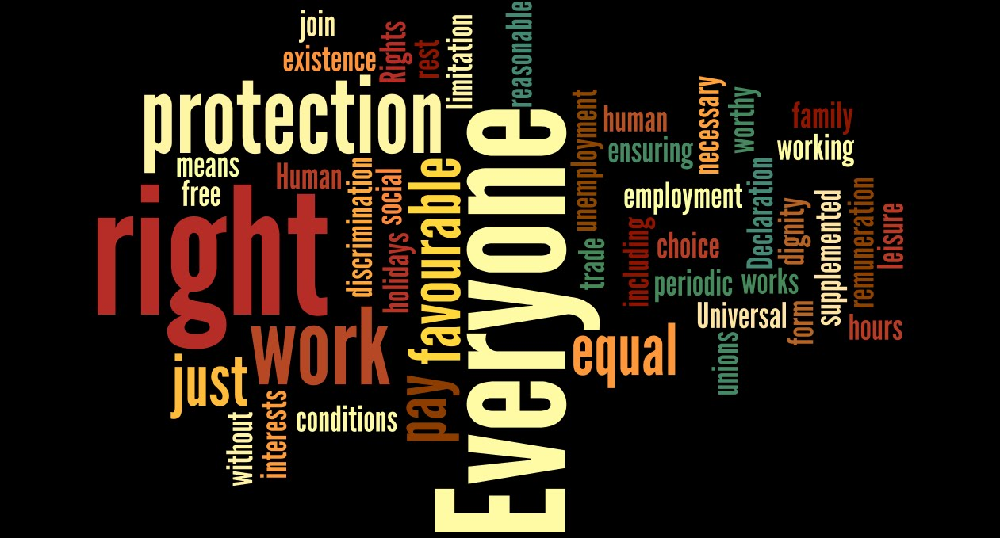 join
existence
Rights
rest
limitation
reasonable
protection
means
free
Human
right
discrimination
social
holidays
favourable
Everyone
work
just
pay
conditions
without
interests
unemployment
human
ensuring
necessary
worthy
family
working
employment
Declaration
dignity
supplemented
remuneration
leisure
trade
including
choice
periodic
works
Universal
form
hours
equal
unions